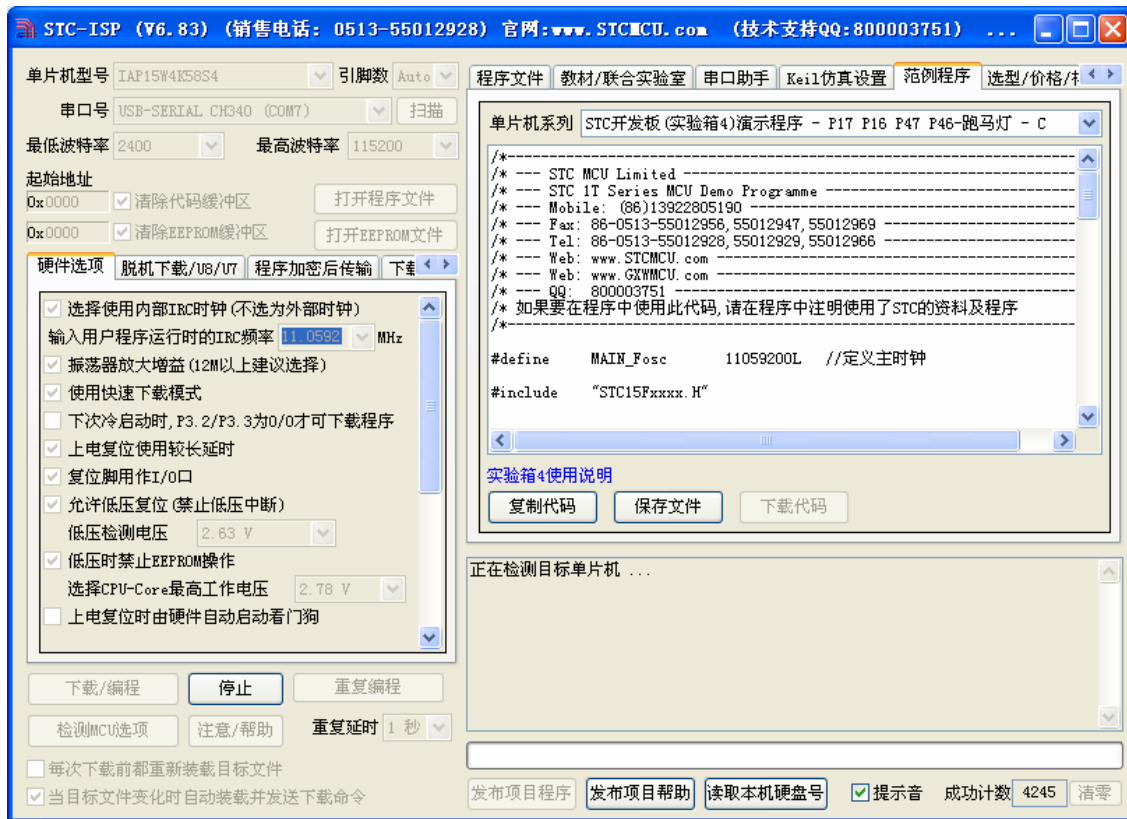 STC-ISP (V6.83) (销售电话: 0513-55012928) 官网:www.STCMCU.com (技术支持QQ:800003751) ...
单片机型号 IAP15W4K58S4 引脚数 Auto
串口号 USB-SERIAL CH340 (COM7) 扫描
最低波特率 2400 最高波特率 115200
起始地址
0x0000 清除代码缓冲区 打开程序文件
0x0000 清除EEPROM缓冲区 打开EEPROM文件
硬件选项 脱机下载/U8/U7 程序加密后传输 下载
选择使用内部IRC时钟(不选为外部时钟)
输入用户程序运行时的IRC频率 11.0592 MHz
振荡器放大增益(12M以上建议选择)
使用快速下载模式
下次冷启动时,P3.2/P3.3为0/0才可下载程序
上电复位使用较长延时
复位脚用作I/O口
允许低压复位(禁止低压中断)
低压检测电压 2.63 V
低压时禁止EEPROM操作
选择CPU-Core最高工作电压 2.78 V
上电复位时由硬件自动启动看门狗
下载/编程 停止 重复编程
检测MCU选项 注意/帮助 重复延时 1 秒
每次下载前都重新装载目标文件
当目标文件变化时自动装载并发送下载命令
程序文件 教材/联合实验室 串口助手 Keil仿真设置 范例程序 选型/价格/
单片机系列 STC开发板(实验箱4)演示程序 - P17 P16 P47 P46-跑马灯 - C
/*---------------------------------------------------------------------
/* --- STC MCU Limited ------------------------------------------------
/* --- STC 1T Series MCU Demo Programme -------------------------------
/* --- Mobile: (86)13922805190 ----------------------------------------
/* --- Fax: 86-0513-55012956,55012947,55012969 ------------------------
/* --- Tel: 86-0513-55012928,55012929,55012966 ------------------------
/* --- Web: www.STCMCU.com --------------------------------------------
/* --- Web: www.GXWMCU.com --------------------------------------------
/* --- QQ: 800003751 --------------------------------------------------
/* 如果要在程序中使用此代码,请在程序中注明使用了STC的资料及程序
/*---------------------------------------------------------------------
#define MAIN_Fosc 11059200L //定义主时钟
#include "STC15Fxxxx.H"
实验箱4使用说明
复制代码 保存文件 下载代码
正在检测目标单片机 ...
发布项目程序 发布项目帮助 读取本机硬盘号 提示音 成功计数 4245 清零